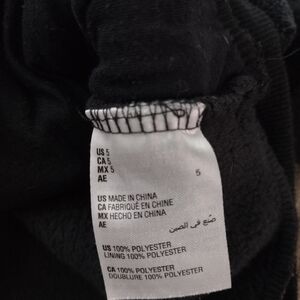 US 5
CA 5
MX 5
AE 5
US MADE IN CHINA
CA FABRIQUÉ EN CHINE
MX HECHO EN CHINA
AE صنع في الصين
US 100% POLYESTER
LINING 100% POLYESTER
CA 100% POLYESTER
DOUBLURE 100% POLYESTER